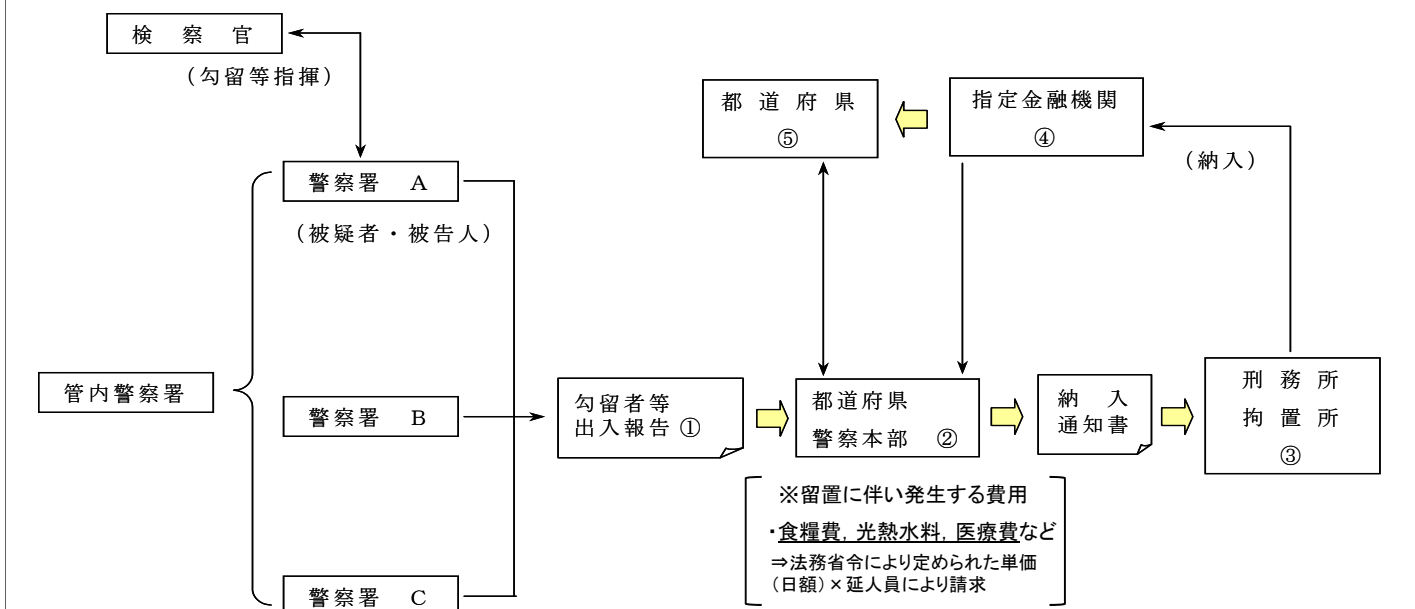 検察官
（勾留等指揮）
都道府県
⑤
指定金融機関
④
（納入）
警察署　A
（被疑者・被告人）
管内警察署
警察署　B
勾留者等
出入報告 ①
都道府県
警察本部　②
納入
通知書
刑務所
拘置所
③
※留置に伴い発生する費用
・食糧費，光熱水料，医療費など
⇒法務省令により定められた単価
（日額）×延人員により請求
警察署　C